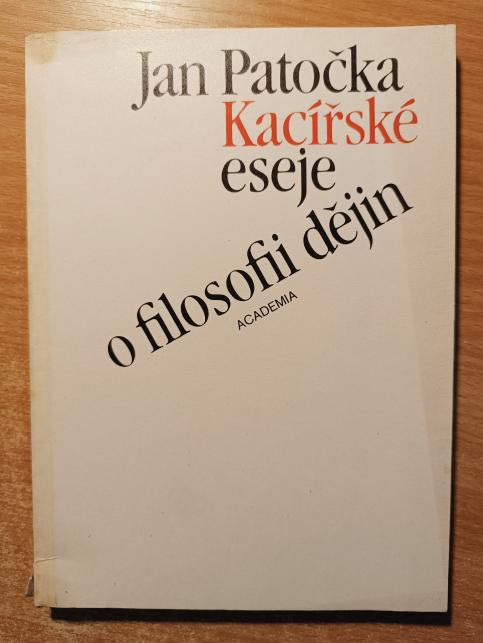 Jan Patočka
Kacířské
eseje
o filosofii dějin
ACADEMIA